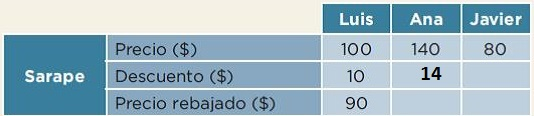 Luis Ana Javier
Sarape
Precio ($) 100 140 80
Descuento ($) 10 14
Precio rebajado ($) 90